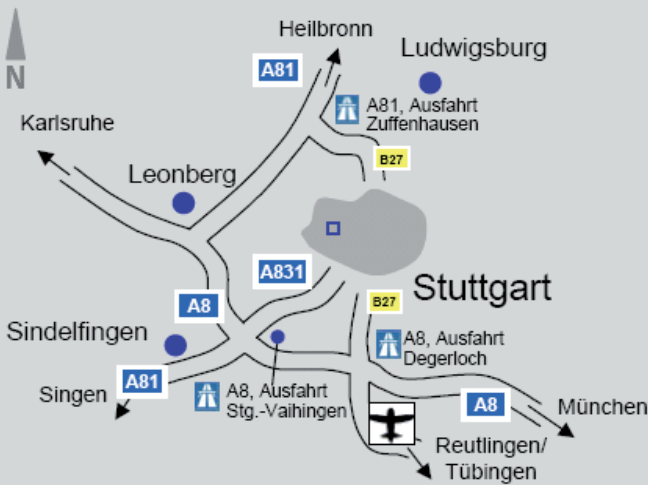 Heilbronn
Ludwigsburg
A81
N
A81, Ausfahrt
Zuffenhausen
Karlsruhe
B27
Leonberg
A831
Stuttgart
A8
B27
Sindelfingen
A8, Ausfahrt
Degerloch
A81
Singen
A8, Ausfahrt
Stg.-Vaihingen
A8
München
Reutlingen/
Tübingen